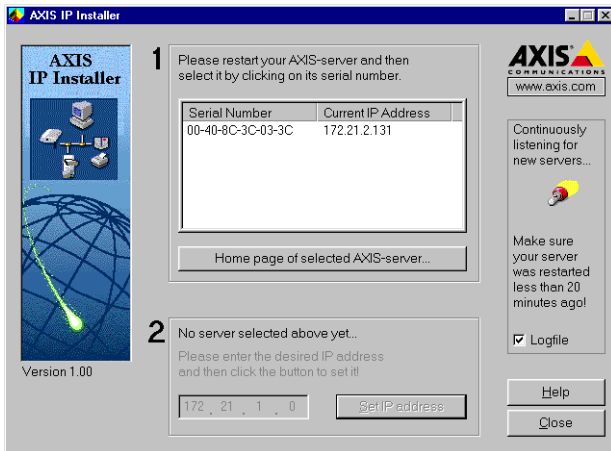 AXIS IP Installer
AXIS
IP Installer
Version 1.00
1
Please restart your AXIS-server and then
select it by clicking on its serial number.
Serial Number Current IP Address
00-40-8C-3C-03-3C 172.21.2.131
Home page of selected AXIS-server...
2
No server selected above yet...
Please enter the desired IP address
and then click the button to set it!
172 . 21 . 1 . 0
Set IP address
AXIS
COMMUNICATIONS
www.axis.com
Continuously
listening for
new servers...
Make sure
your server
was restarted
less than 20
minutes ago!
Logfile
Help
Close